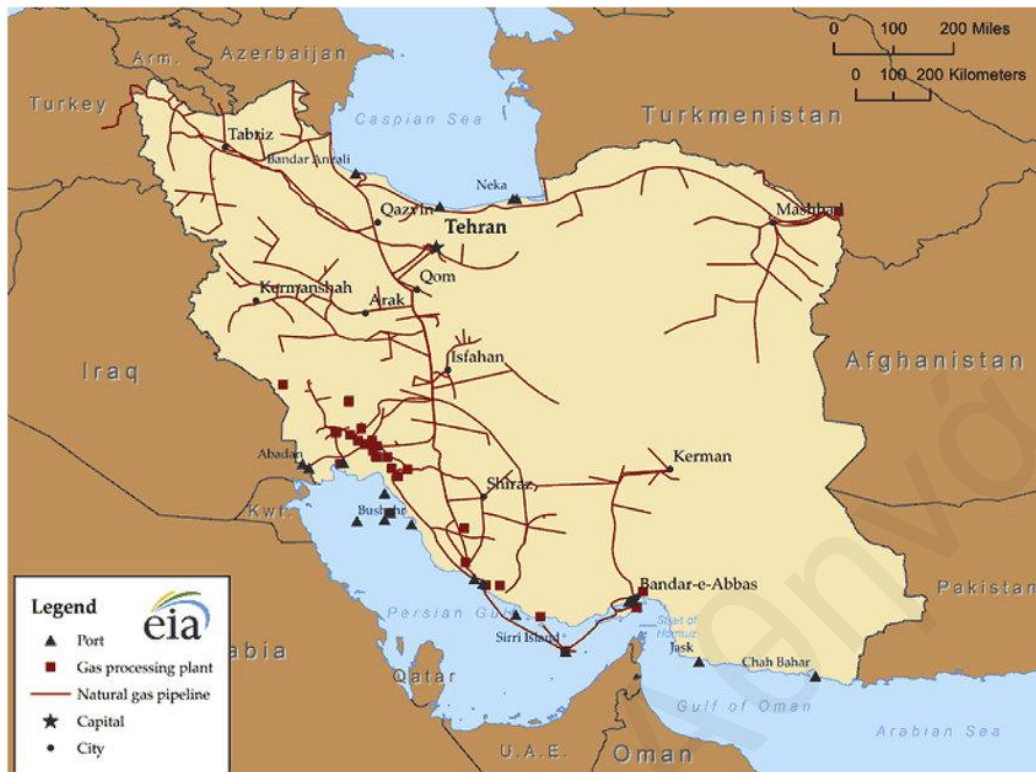 Azerbaijan
Arm.
Turkey
0 100 200 Miles
0 100 200 Kilometers
Caspian Sea
Turkmenistan
Tabriz
Bandar Anzali
Neka
Qazvin
Mashhad
Tehran
Qom
Kermanshah
Arak
Isfahan
Iraq
Afghanistan
Abadan
Kerman
Shiraz
Kwt.
Bushehr
Bandar-e-Abbas
Pakistan
Persian Gulf
Strait of
Hormuz
Sirri Island
Jask
Chah Bahar
Qatar
Gulf of Oman
Arabian Sea
U.A.E.
Oman
abia
Legend
eia
Port
Gas processing plant
Natural gas pipeline
Capital
City